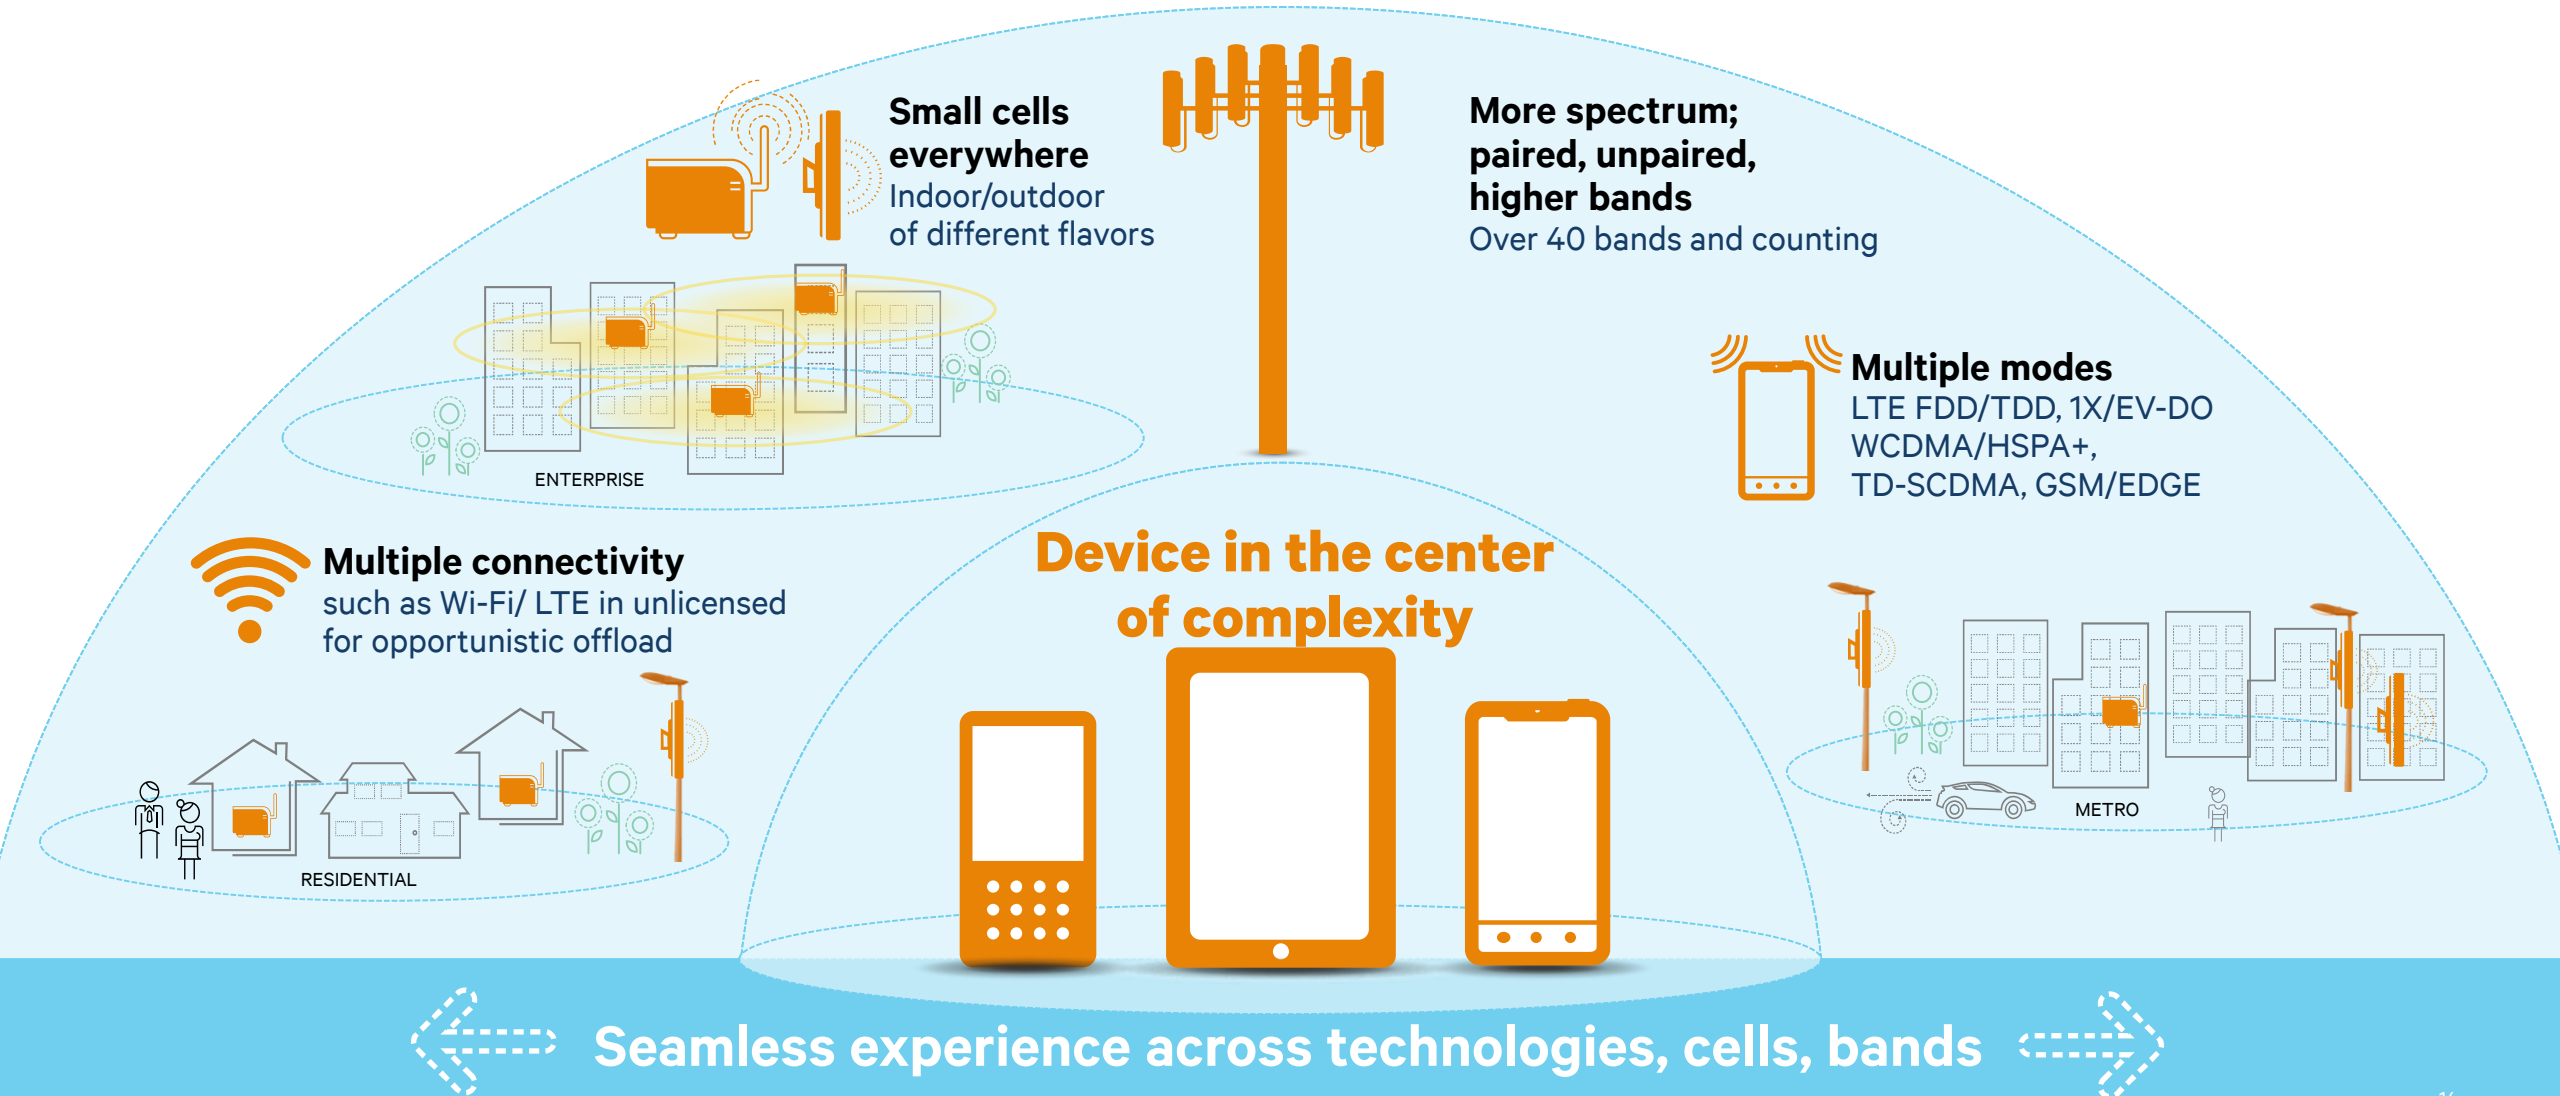 Small cells
everywhere
Indoor/outdoor
of different flavors
More spectrum;
paired, unpaired,
higher bands
Over 40 bands and counting
Multiple modes
LTE FDD/TDD, 1X/EV-DO
WCDMA/HSPA+,
TD-SCDMA, GSM/EDGE
ENTERPRISE
Multiple connectivity
such as Wi-Fi/ LTE in unlicensed
for opportunistic offload
Device in the center
of complexity
RESIDENTIAL
METRO
Seamless experience across technologies, cells, bands